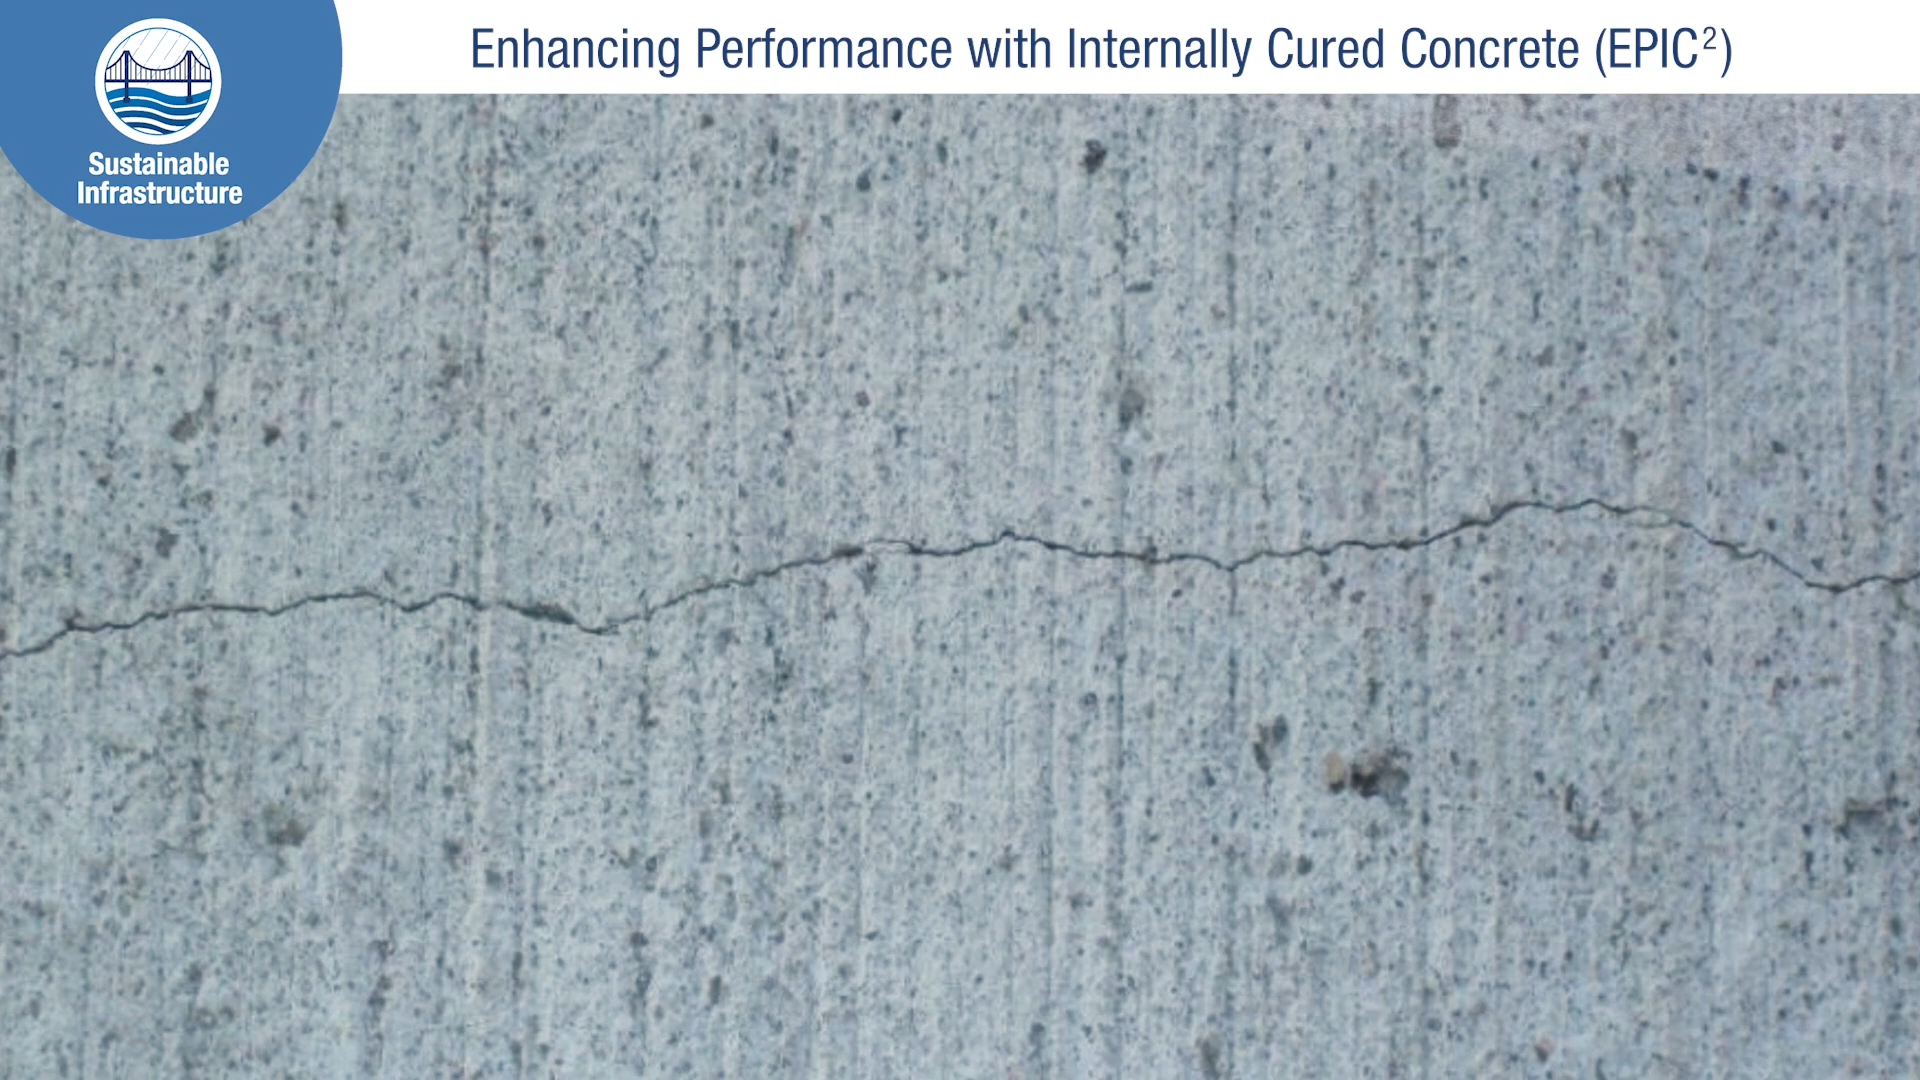 Enhancing Performance with Internally Cured Concrete (EPIC²)
Sustainable
Infrastructure